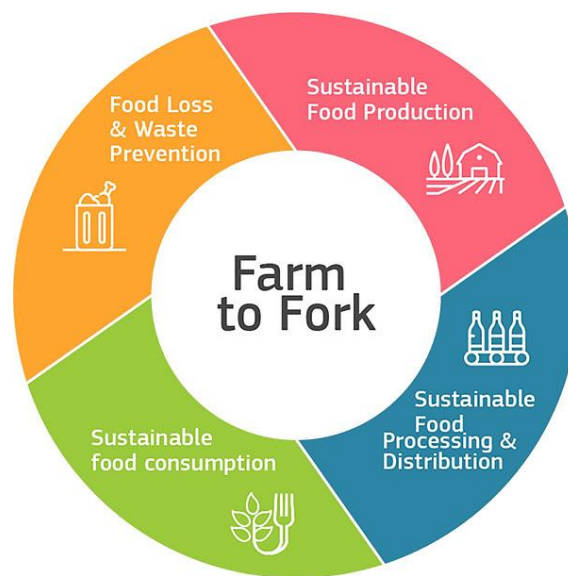 Food Loss
& Waste
Prevention
Sustainable
Food Production
Farm
to Fork
Sustainable
Food
Processing &
Distribution
Sustainable
food consumption